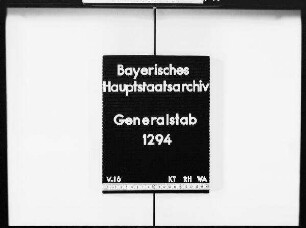 Bayerisches
Hauptstaatsarchiv
Generalstab
1294
V.16 KT RH WA